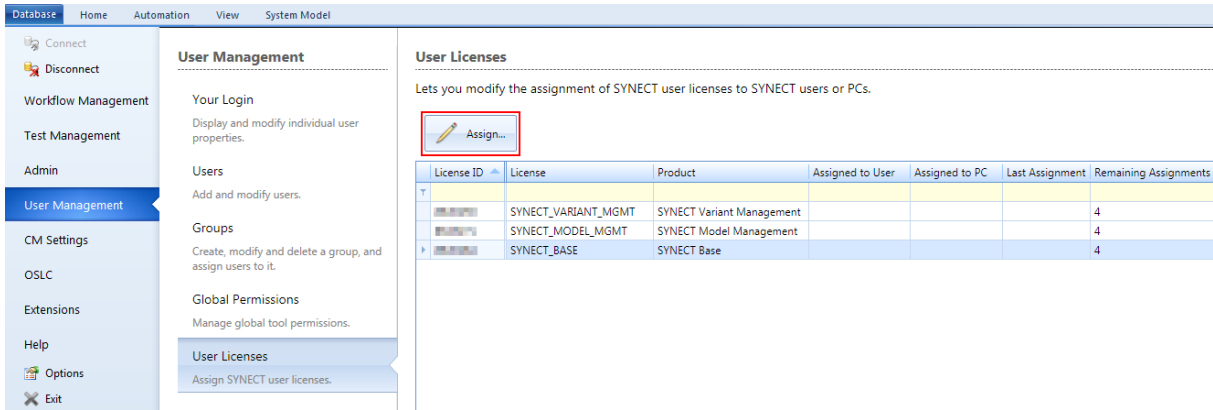 Database Home Automation View System Model
Connect
Disconnect
Workflow Management
Test Management
Admin
User Management
CM Settings
OSLC
Extensions
Help
Options
Exit
User Management
Your Login
Display and modify individual user
properties.
Users
Add and modify users.
Groups
Create, modify and delete a group, and
assign users to it.
Global Permissions
Manage global tool permissions.
User Licenses
Assign SYNECT user licenses.
User Licenses
Lets you modify the assignment of SYNECT user licenses to SYNECT users or PCs.
Assign...
License ID License Product Assigned to User Assigned to PC Last Assignment Remaining Assignments
SYNECT_VARIANT_MGMT SYNECT Variant Management 4
SYNECT_MODEL_MGMT SYNECT Model Management 4
SYNECT_BASE SYNECT Base 4